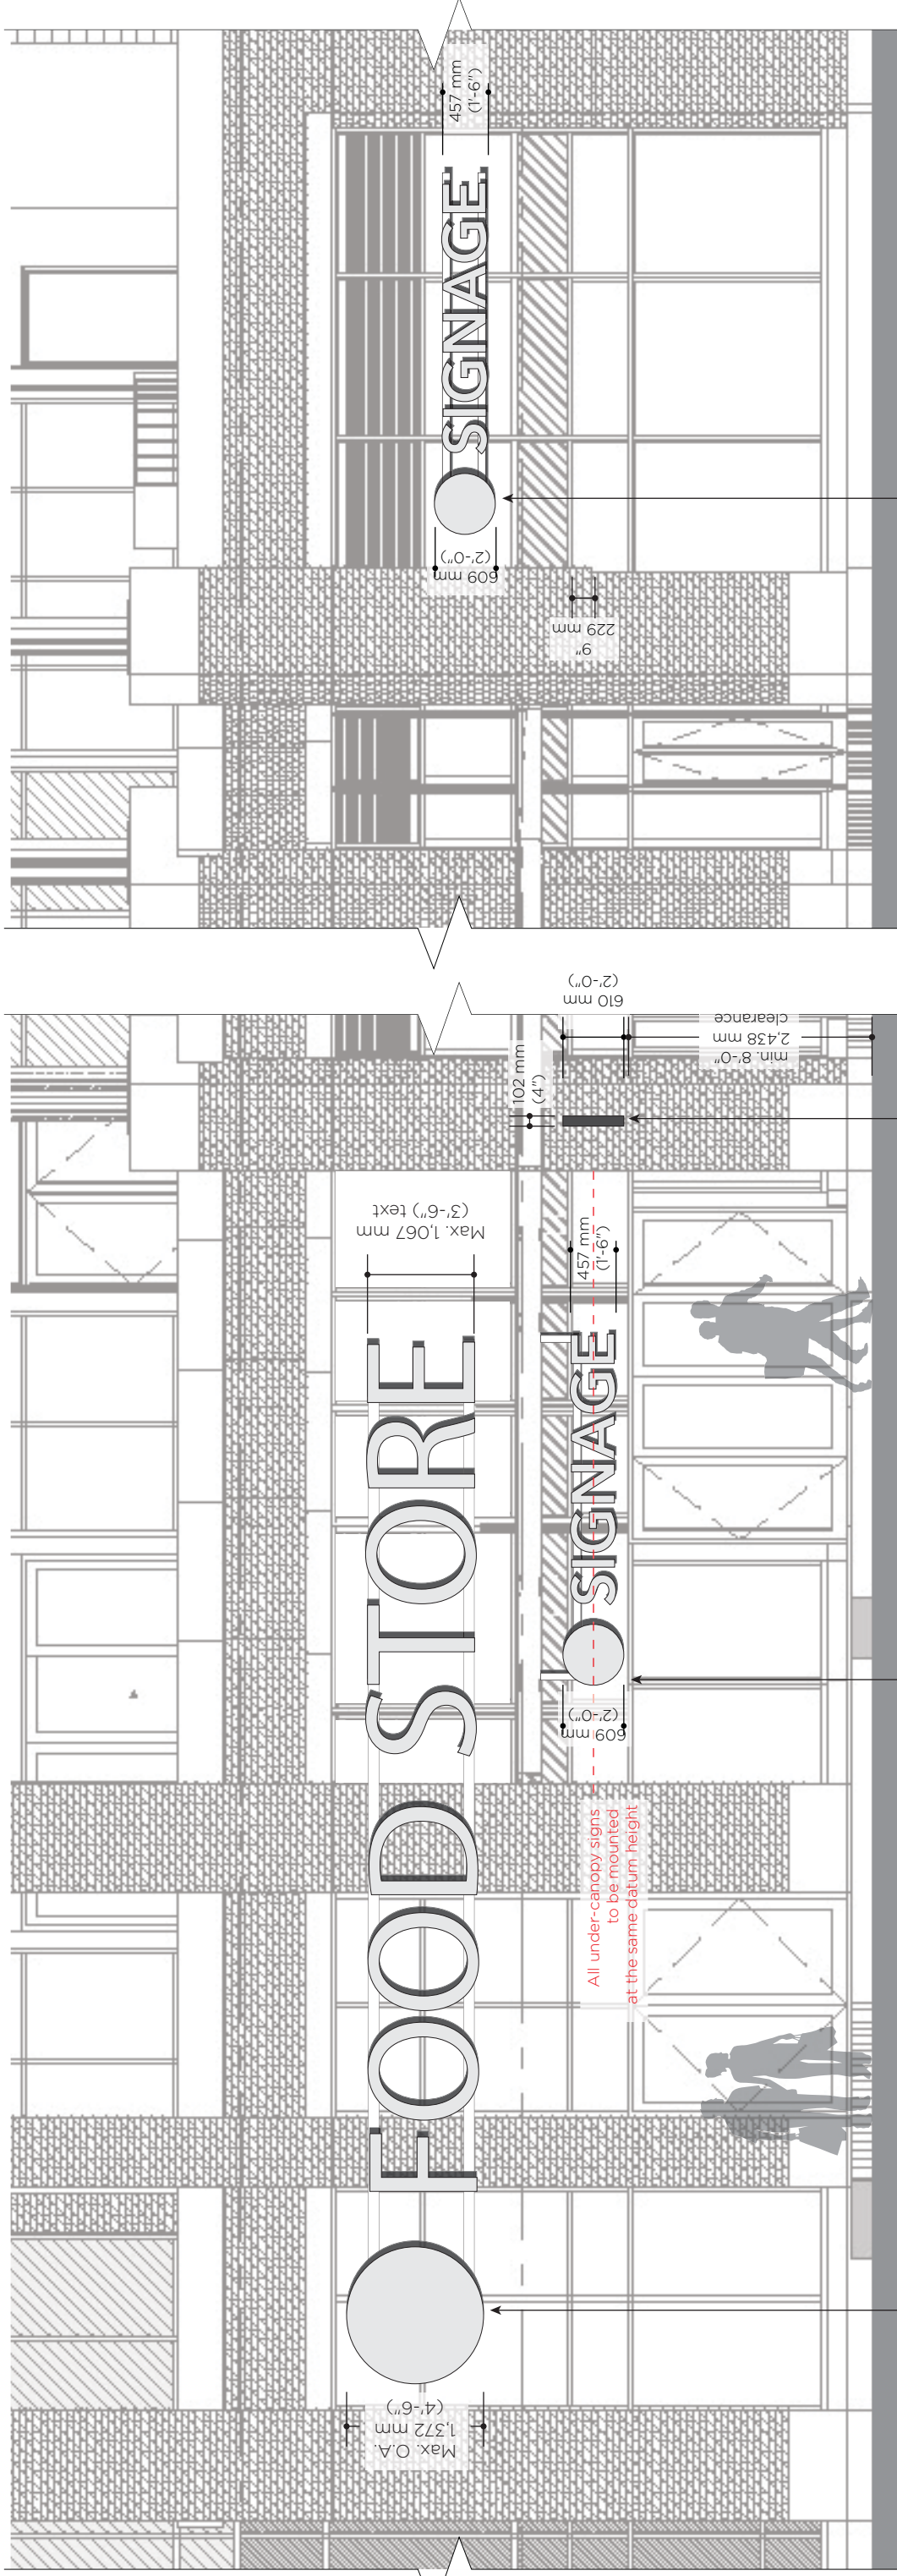 FOOD STORE
SIGNAGE
SIGNAGE
Max. O.A.
1,372 mm
(4'-6")
Max. 1,067 mm
(3'-6") text
609 mm
(2'-0")
457 mm
(1'-6")
All under-canopy signs
to be mounted
at the same datum height
102 mm
(4")
610 mm
(2'-0")
min. 8'-0"
2,438 mm
clearance
609 mm
(2'-0")
457 mm
(1'-6")
9"
229 mm